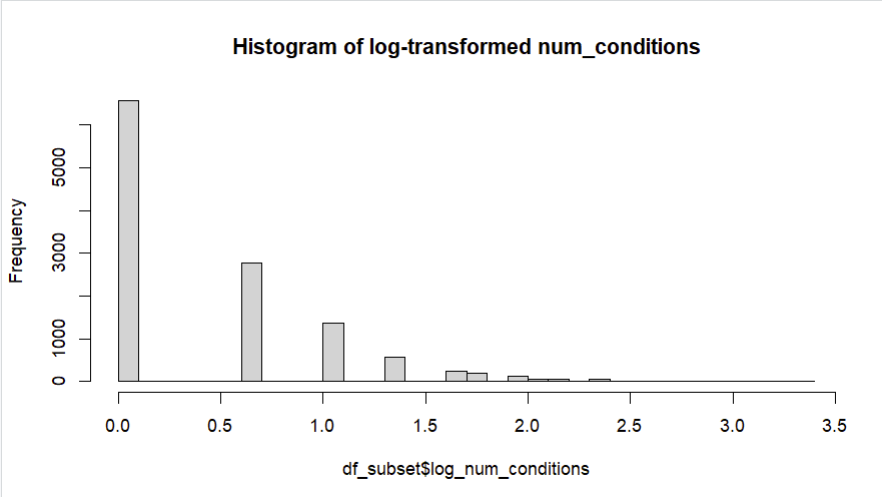 Histogram of log-transformed num_conditions
Frequency
5000
3000
1000
0
0.0 0.5 1.0 1.5 2.0 2.5 3.0 3.5
df_subset$log_num_conditions